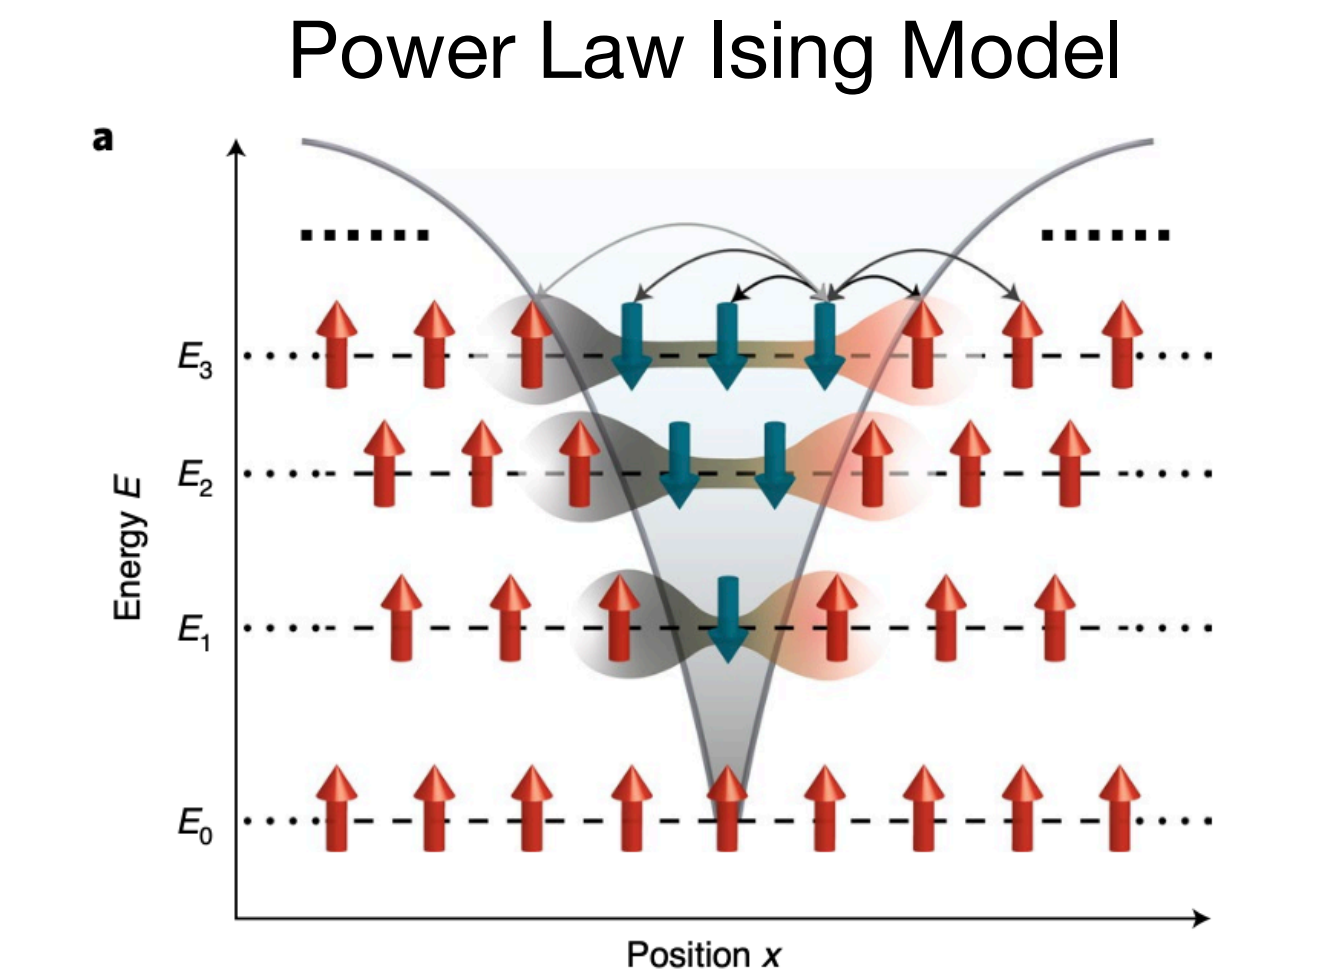 Power Law Ising Model
a
E₃
E₂
Energy E
E₁
E₀
Position x